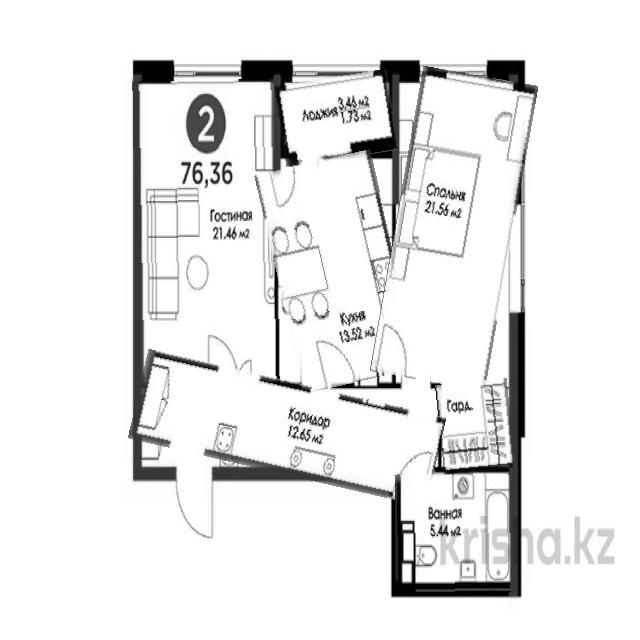 2
76,36
Гостиная
21.46 м2
Лоджия
3.46 м2
1.73 м2
Спальня
21.56 м2
Кухня
13.52 м2
Коридор
12.65 м2
Гард.
Ванная
5.44 м2
krisha.kz